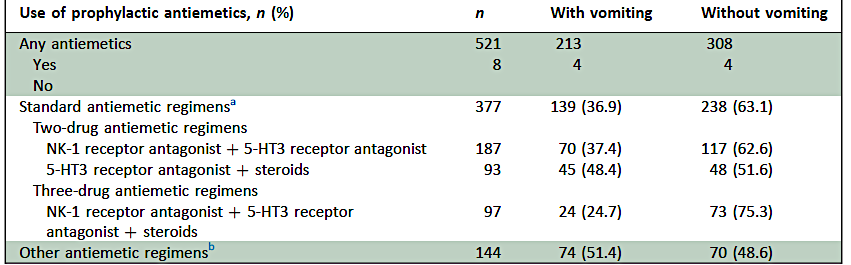 Use of prophylactic antiemetics, n (%) n With vomiting Without vomiting
Any antiemetics 521 213 308
Yes 8 4 4
No
Standard antiemetic regimensᵃ 377 139 (36.9) 238 (63.1)
Two-drug antiemetic regimens
NK-1 receptor antagonist + 5-HT3 receptor antagonist 187 70 (37.4) 117 (62.6)
5-HT3 receptor antagonist + steroids 93 45 (48.4) 48 (51.6)
Three-drug antiemetic regimens
NK-1 receptor antagonist + 5-HT3 receptor 97 24 (24.7) 73 (75.3)
antagonist + steroids
Other antiemetic regimensᵇ 144 74 (51.4) 70 (48.6)